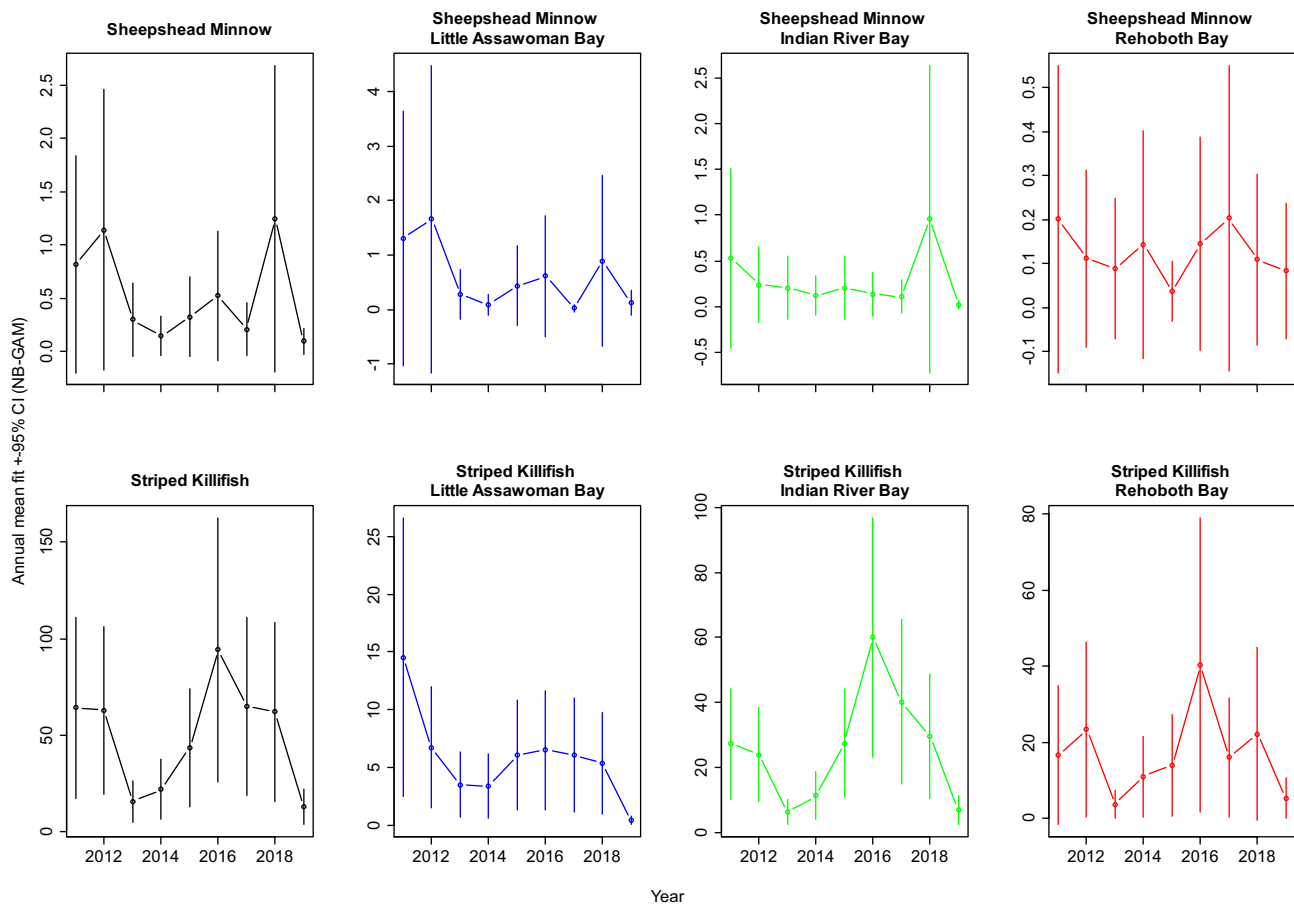 Sheepshead Minnow
Sheepshead Minnow
Little Assawoman Bay
Sheepshead Minnow
Indian River Bay
Sheepshead Minnow
Rehoboth Bay
2.5
2.0
1.5
1.0
0.5
0.0
4
3
2
1
0
-1
2.5
2.0
1.5
1.0
0.5
0.0
-0.5
0.5
0.4
0.3
0.2
0.1
0.0
-0.1
Annual mean fit +-95% CI (NB-GAM)
Striped Killifish
Striped Killifish
Little Assawoman Bay
Striped Killifish
Indian River Bay
Striped Killifish
Rehoboth Bay
150
100
50
0
25
20
15
10
5
0
100
80
60
40
20
0
80
60
40
20
0
2012 2014 2016 2018
2012 2014 2016 2018
2012 2014 2016 2018
2012 2014 2016 2018
Year